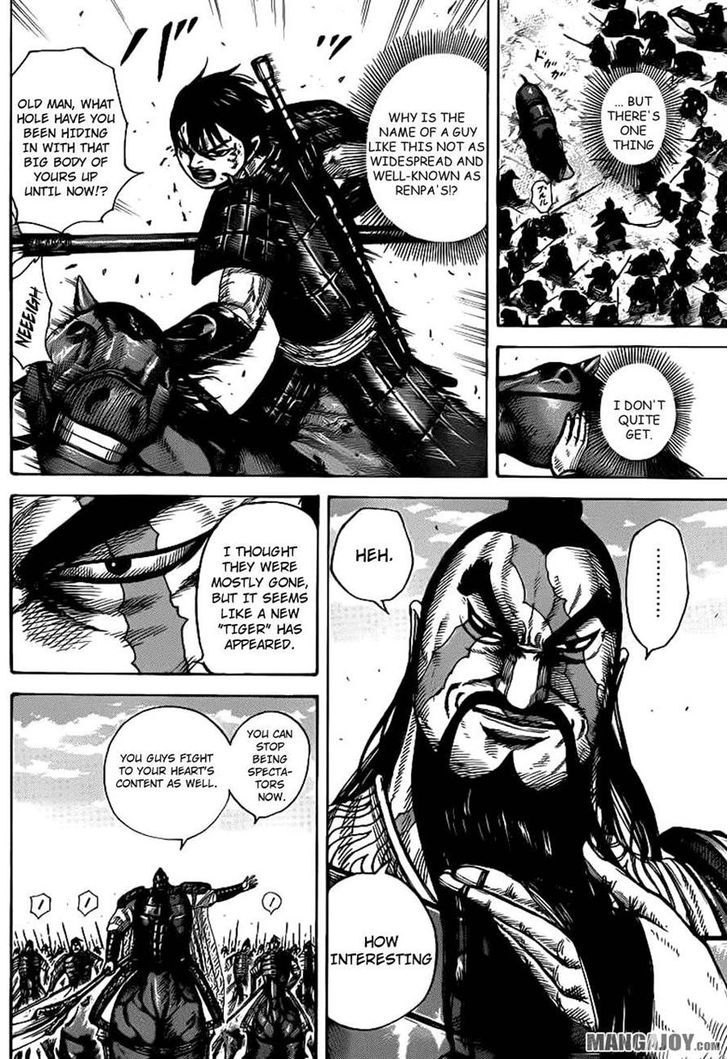 ... BUT
THERE'S
ONE
THING
ドガガ
I DON'T
QUITE
GET.
WHY IS THE
NAME OF A GUY
LIKE THIS NOT AS
WIDESPREAD AND
WELL-KNOWN AS
RENPA'S!?
OLD MAN, WHAT
HOLE HAVE YOU
BEEN HIDING
IN WITH THAT
BIG BODY OF
YOURS UP
UNTIL NOW!?
NEEEIGH
.........
HEH.
HOW
INTERESTING
I THOUGHT
THEY WERE
MOSTLY GONE,
BUT IT SEEMS
LIKE A NEW
"TIGER" HAS
APPEARED.
YOU CAN
STOP
BEING
SPECTA-
TORS
NOW.
YOU GUYS FIGHT
TO YOUR HEART'S
CONTENT AS WELL.
!
!
!
MANGAJOY.COM